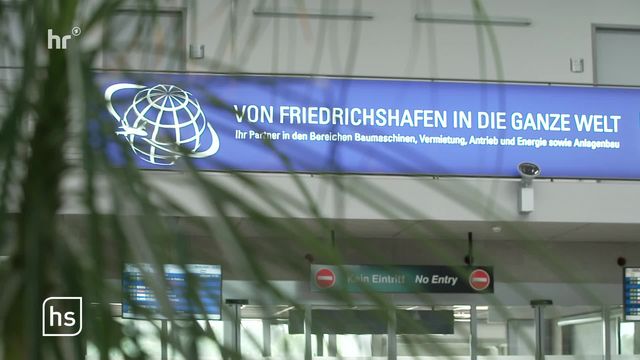 hr
VON FRIEDRICHSHAFEN IN DIE GANZE WELT
Ihr Partner in den Bereichen Baumaschinen, Vermietung, Antrieb und Energie sowie Anlagenbau
Kein Eintritt No Entry
hs